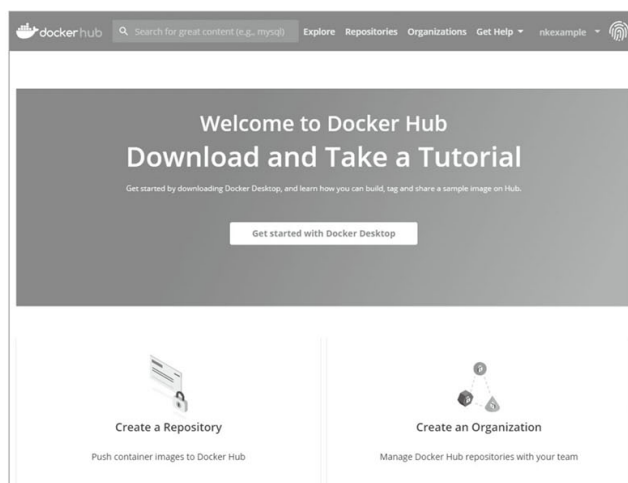 dockerhub
Search for great content (e.g., mysql)
Explore
Repositories
Organizations
Get Help
nkexample
Welcome to Docker Hub
Download and Take a Tutorial
Get started by downloading Docker Desktop, and learn how you can build, tag and share a sample image on Hub.
Get started with Docker Desktop
Create a Repository
Push container images to Docker Hub
Create an Organization
Manage Docker Hub repositories with your team